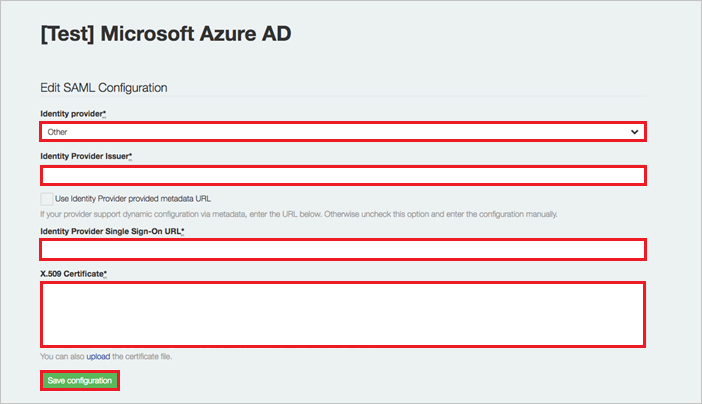 [Test] Microsoft Azure AD
Edit SAML Configuration
Identity provider*
Other
Identity Provider Issuer*
Use Identity Provider provided metadata URL
If your provider support dynamic configuration via metadata, enter the URL below. Otherwise uncheck this option and enter the configuration manually.
Identity Provider Single Sign-On URL*
X.509 Certificate*
You can also upload the certificate file.
Save configuration